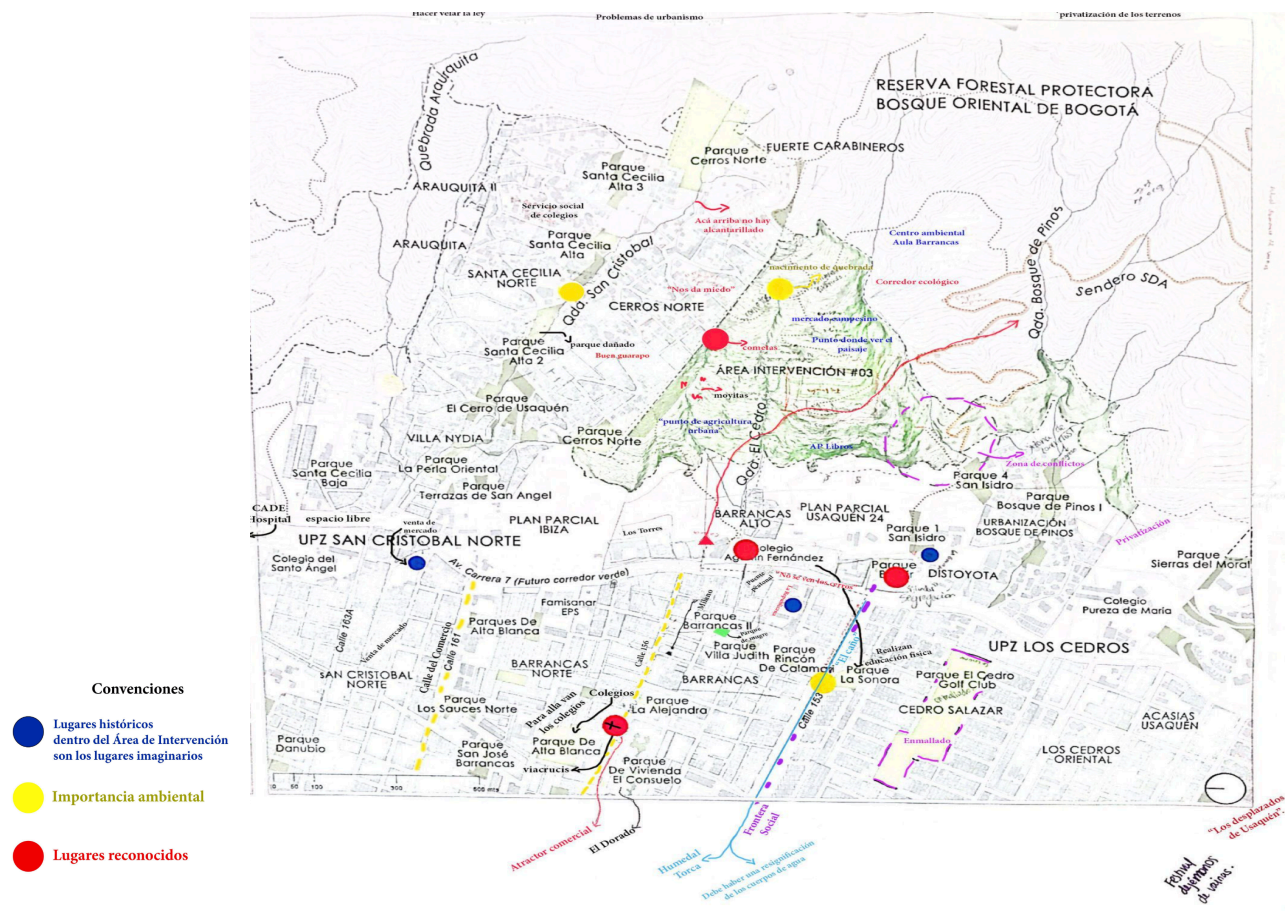 Hacer velar la ley
Problemas de urbanismo
"privatización de los terrenos
RESERVA FORESTAL PROTECTORA
BOSQUE ORIENTAL DE BOGOTÁ
Quebrada Arauquita
Parque
Cerros Norte
FUERTE CARABINEROS
Parque
Santa Cecilia
Alta 3
ARAUQUITA II
Servicio social
de colegios
Acá arriba no hay
alcantarillado
Centro ambiental
Aula Barrancas
Qda. Bosque de Pinos
ARAUQUITA
Parque
Santa Cecilia
Alta
Qda. San Cristobal
SANTA CECILIA
NORTE
nacimiento de quebrada
Corredor ecológico
Sendero SDA
"Nos da miedo"
CERROS NORTE
mercado campesino
Punto donde ver el
paisaje
Parque
Santa Cecilia
Alta 2
parque dañado
Buen guarapo
cometas
ÁREA INTERVENCIÓN #03
moyitas
Parque
El Cerro de Usaquén
"punto de agricultura
urbana"
Parque
Cerros Norte
VILLA NYDIA
AP Libros
Qda. El Cedro
Zona de conflictos
Parque
Santa Cecilia
Baja
Parque
La Perla Oriental
Parque
Terrazas de San Angel
Parque 4
San Isidro
Parque
Bosque de Pinos I
CADE
Hospital
espacio libre
venta de
mercado
PLAN PARCIAL
IBIZA
Los Torres
BARRANCAS
ALTO
PLAN PARCIAL
USAQUÉN 24
Parque 1
San Isidro
URBANIZACIÓN
BOSQUE DE PINOS
Privatización
UPZ SAN CRISTOBAL NORTE
Colegio del
Santo Ángel
Av. Carrera 7 (Futuro corredor verde)
Colegio
Fernández
Parque
DISTOYOTA
Parque
Sierras del Moral
Puente
peatonal
"No se ven los cerros
Famisanar
EPS
Colegio
Pureza de María
Calle 163A
Venta de mercado
Calle del Comercio
Calle 161
Parques De
Alta Blanca
Calle 156
Parque
Barrancas II
Parque
Villa Judith
Parque
Rincón
De Calamar
"El caño"
Realizan
educación física
Parque
La Sonora
UPZ LOS CEDROS
sAN CRISTOBAL
NORTE
BARRANCAS
NORTE
BARRANCAS
Parque El Cedro
Golf Club
Convenciones
Colegios
Para alla van
los colegios
Parque
Los Sauces Norte
Parque
La Alejandra
Calle 153
CEDRO SALAZAR
ACASIAS
USAQUÉN
Lugares históricos
dentro del Área de Intervención
son los lugares imaginarios
Parque
Danubio
Parque
San José
Barrancas
Parque De
Alta Blanca
viacrucis
Parque
De Vivienda
El Consuelo
Enmallado
LOS CEDROS
ORIENTAL
0 50 100 300 500 mts
Importancia ambiental
Lugares reconocidos
Atractor comercial
El Dorado
Frontera
Social
Humedal
Torca
Debe haber una resignificación
de los cuerpos de agua
"Los desplazados
de Usaquén".
Festival
de vainas.